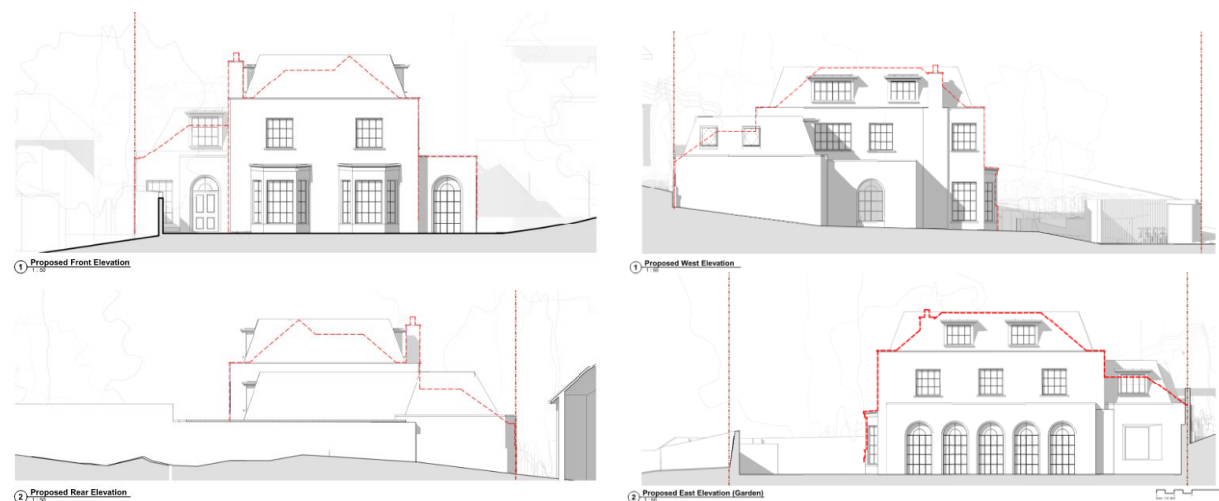 1 Proposed Front Elevation
1 : 50
1 Proposed West Elevation
1 : 50
2 Proposed Rear Elevation
1 : 50
2 Proposed East Elevation (Garden)
1 : 50